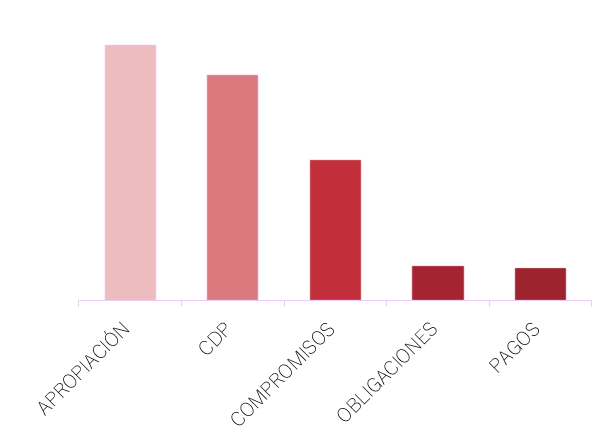 APROPIACIÓN
CDP
COMPROMISOS
OBLIGACIONES
PAGOS